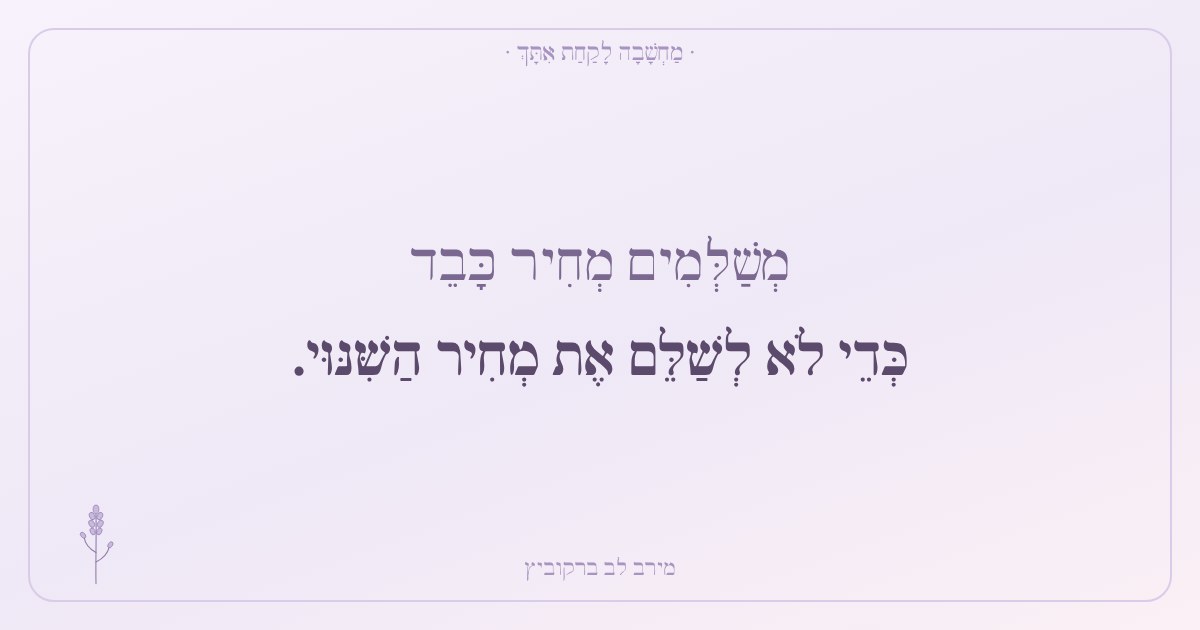 · מַחְשָׁבָה לָקַחַת אִתָּךְ ·
מְשַׁלְּמִים מְחִיר כָּבֵד
כְּדֵי לֹא לְשַׁלֵּם אֶת מְחִיר הַשִּׁנּוּי.
מירב לב ברקוביץ